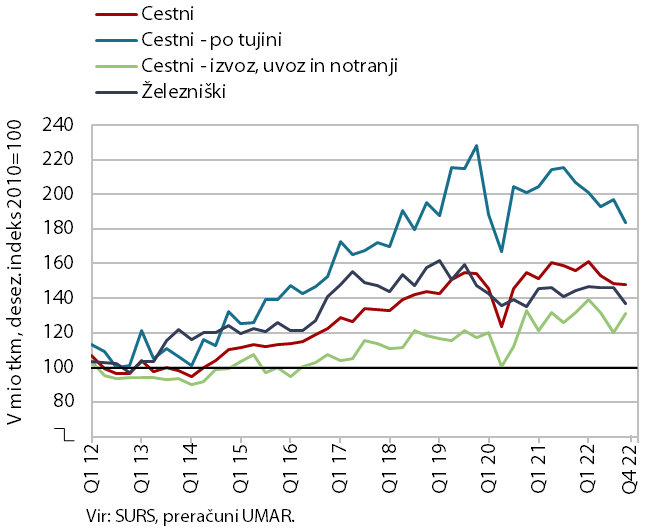 Cestni
Cestni - po tujini
Cestni - izvoz, uvoz in notranji
Železniški
V mio tkm, desez.indeks 2010=100
240
220
200
180
160
140
120
100
80
Q1 12
Q1 13
Q1 14
Q1 15
Q1 16
Q1 17
Q1 18
Q1 19
Q1 20
Q1 21
Q1 22
Q4 22
Vir: SURS, preračuni UMAR.